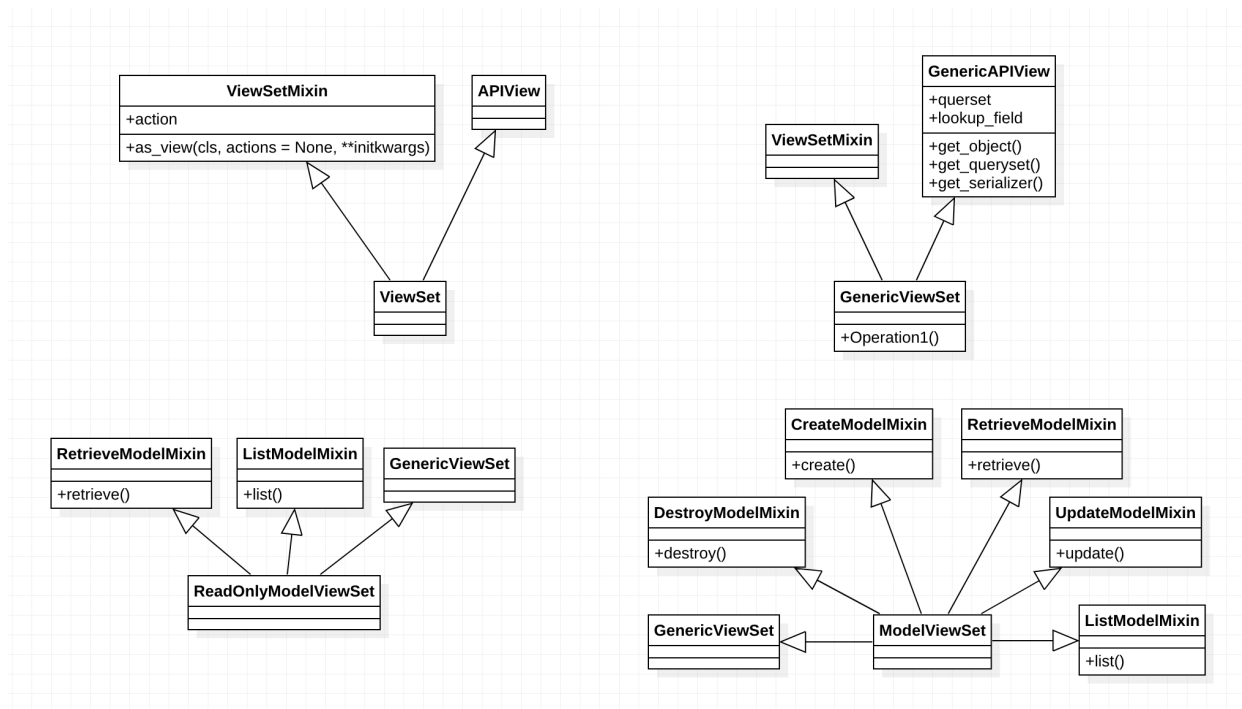 ViewSetMixin
+action
+as_view(cls, actions = None, **initkwargs)
APIView
ViewSet
ViewSetMixin
GenericAPIView
+querset
+lookup_field
+get_object()
+get_queryset()
+get_serializer()
GenericViewSet
+Operation1()
RetrieveModelMixin
+retrieve()
ListModelMixin
+list()
GenericViewSet
ReadOnlyModelViewSet
CreateModelMixin
+create()
RetrieveModelMixin
+retrieve()
DestroyModelMixin
+destroy()
UpdateModelMixin
+update()
GenericViewSet
ModelViewSet
ListModelMixin
+list()